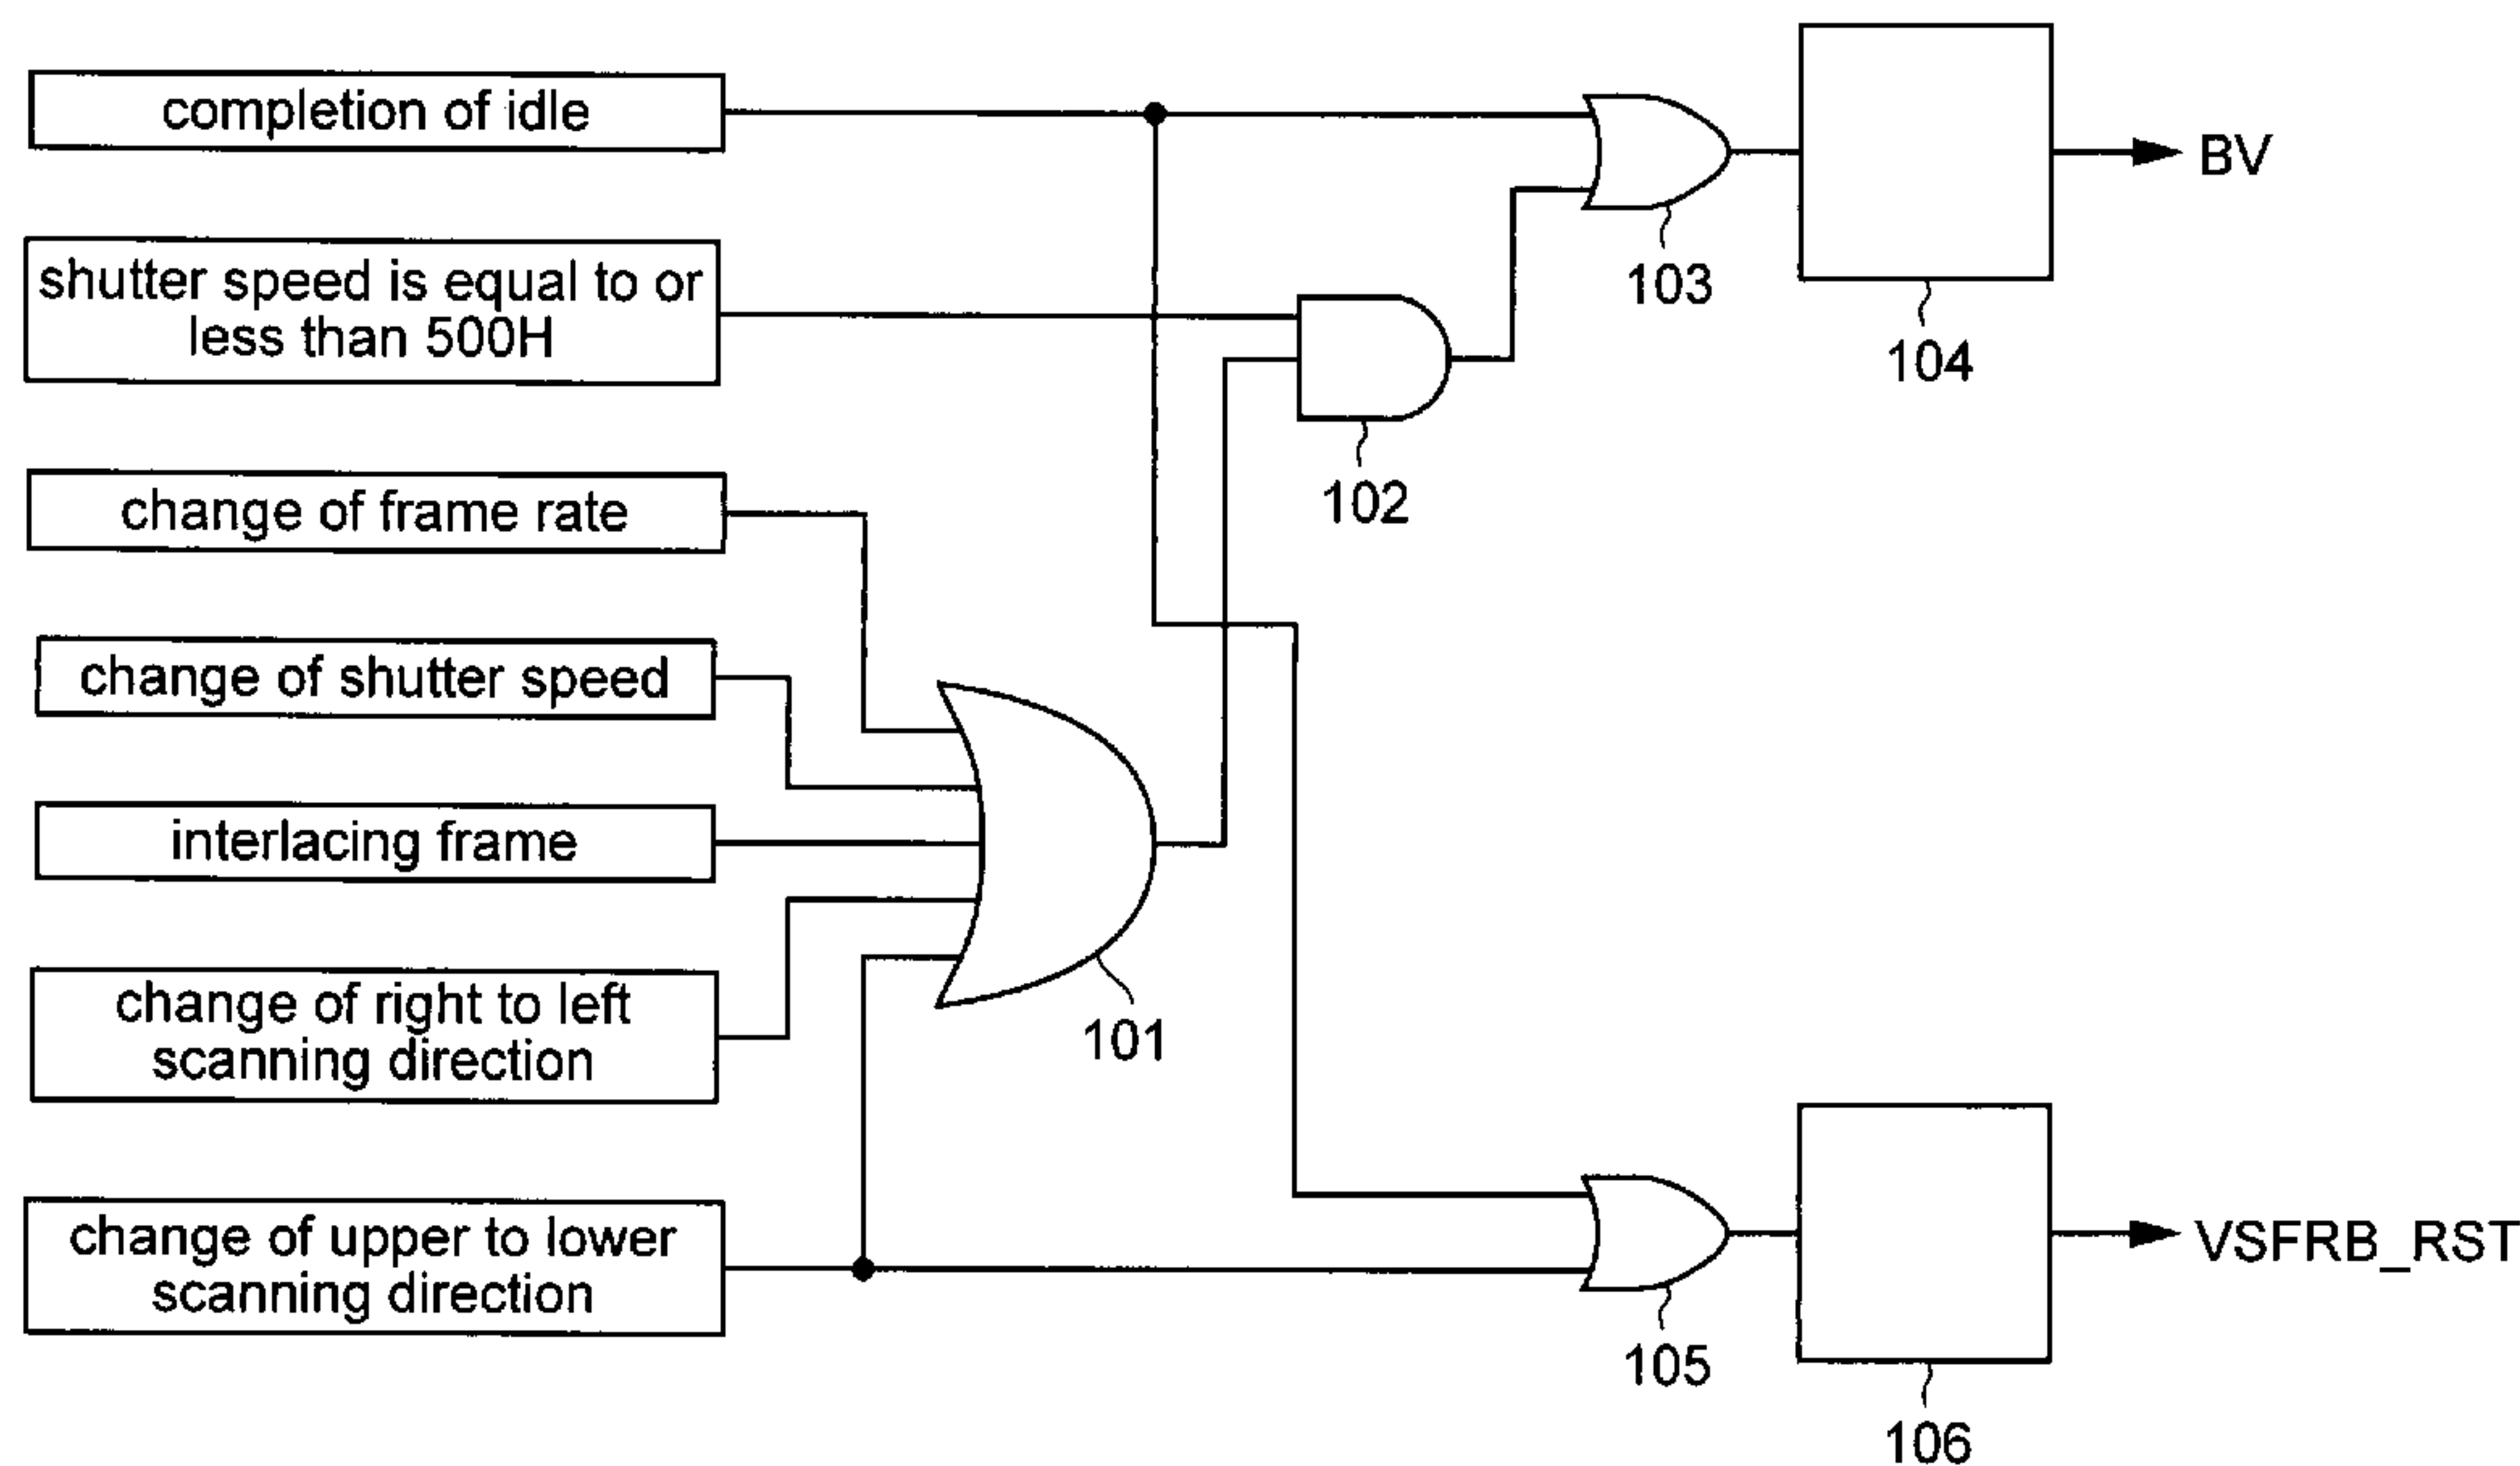 completion of idle
BV
103
shutter speed is equal to or
less than 500H
104
102
change of frame rate
change of shutter speed
interlacing frame
change of right to left
scanning direction
101
change of upper to lower
scanning direction
VSFRB_RST
105
106